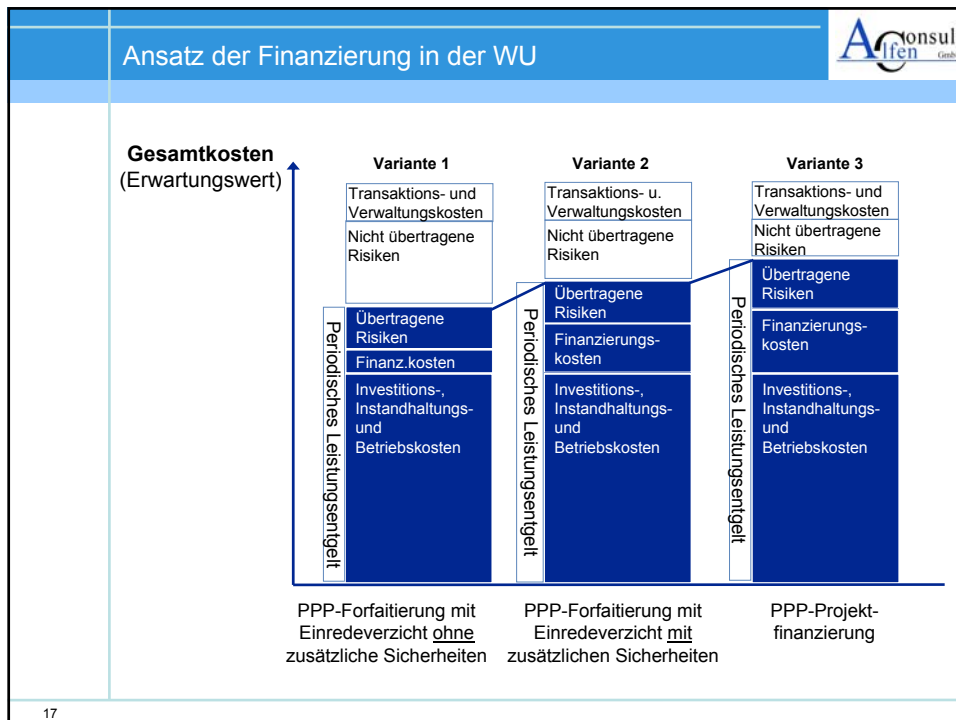 Ansatz der Finanzierung in der WU
Alfen
Consult
GmbH
Gesamtkosten
(Erwartungswert)
Variante 1
Transaktions- und
Verwaltungskosten
Nicht übertragene
Risiken
Übertragene
Risiken
Finanz.kosten
Investitions-,
Instandhaltungs-
und
Betriebskosten
Periodisches Leistungsentgelt
PPP-Forfaitierung mit
Einredeverzicht ohne
zusätzliche Sicherheiten
Variante 2
Transaktions- u.
Verwaltungskosten
Nicht übertragene
Risiken
Übertragene
Risiken
Finanzierungs-
kosten
Investitions-,
Instandhaltungs-
und
Betriebskosten
Periodisches Leistungsentgelt
PPP-Forfaitierung mit
Einredeverzicht mit
zusätzlichen Sicherheiten
Variante 3
Transaktions- und
Verwaltungskosten
Nicht übertragene
Risiken
Übertragene
Risiken
Finanzierungs-
kosten
Investitions-,
Instandhaltungs-
und
Betriebskosten
Periodisches Leistungsentgelt
PPP-Projekt-
finanzierung
17